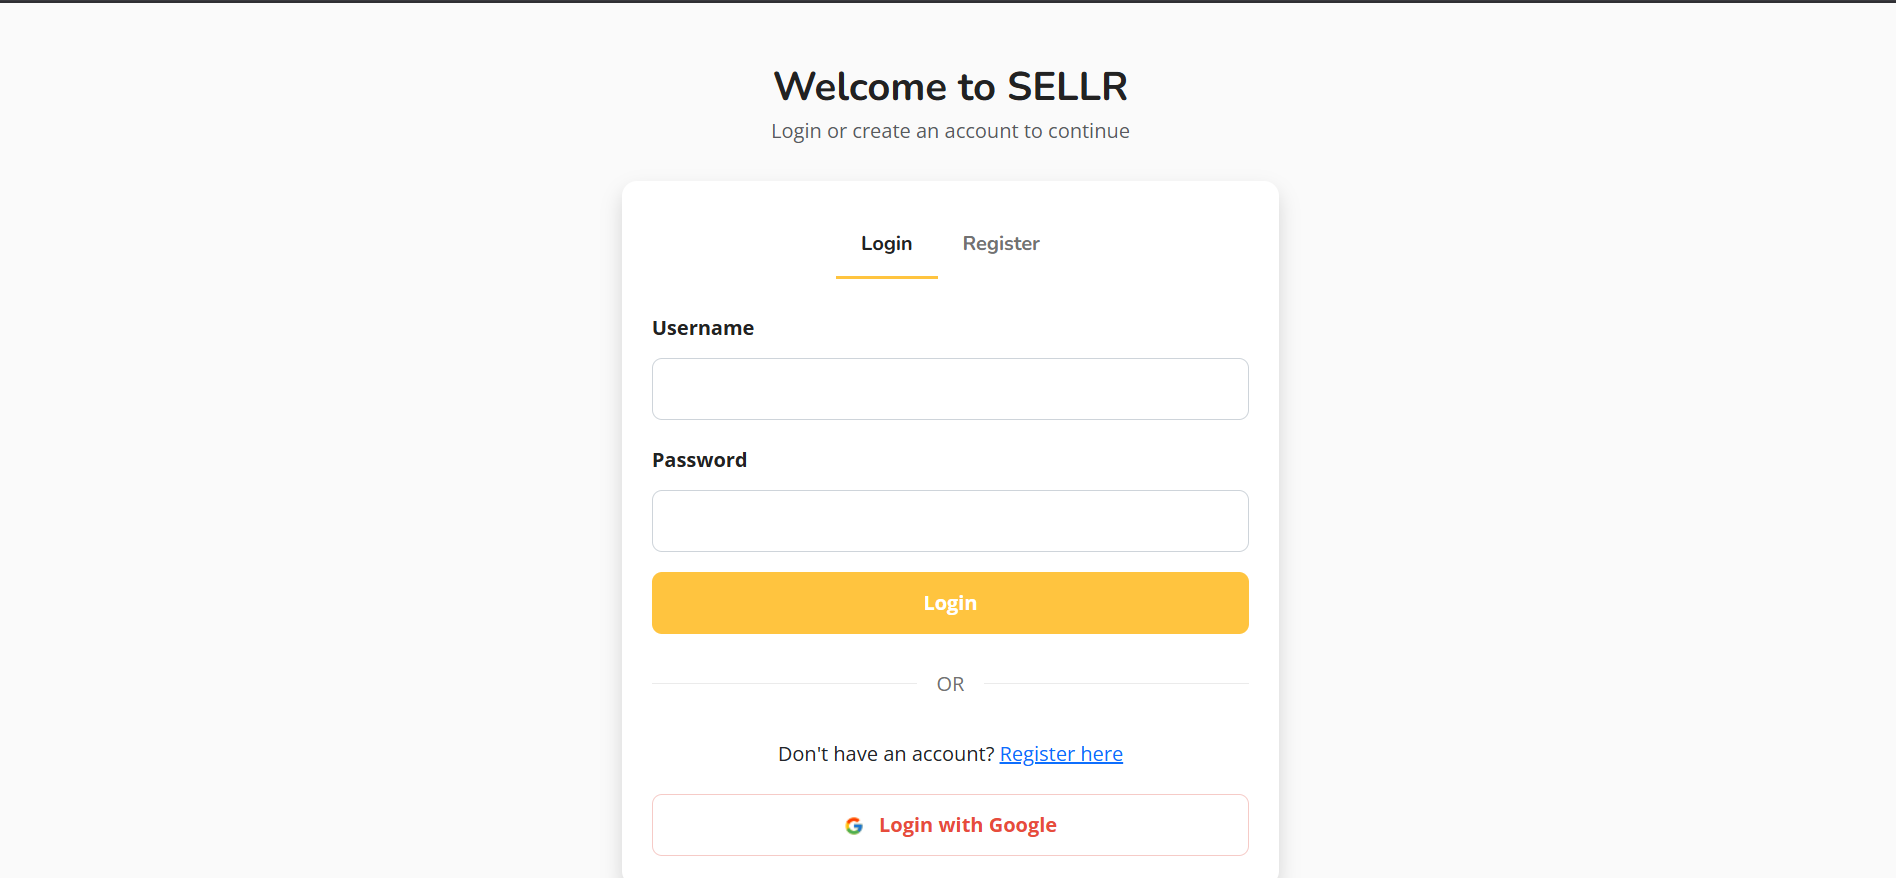 Welcome to SELLR
Login or create an account to continue
Login Register
Username
Password
Login
OR
Don't have an account? Register here
Login with Google